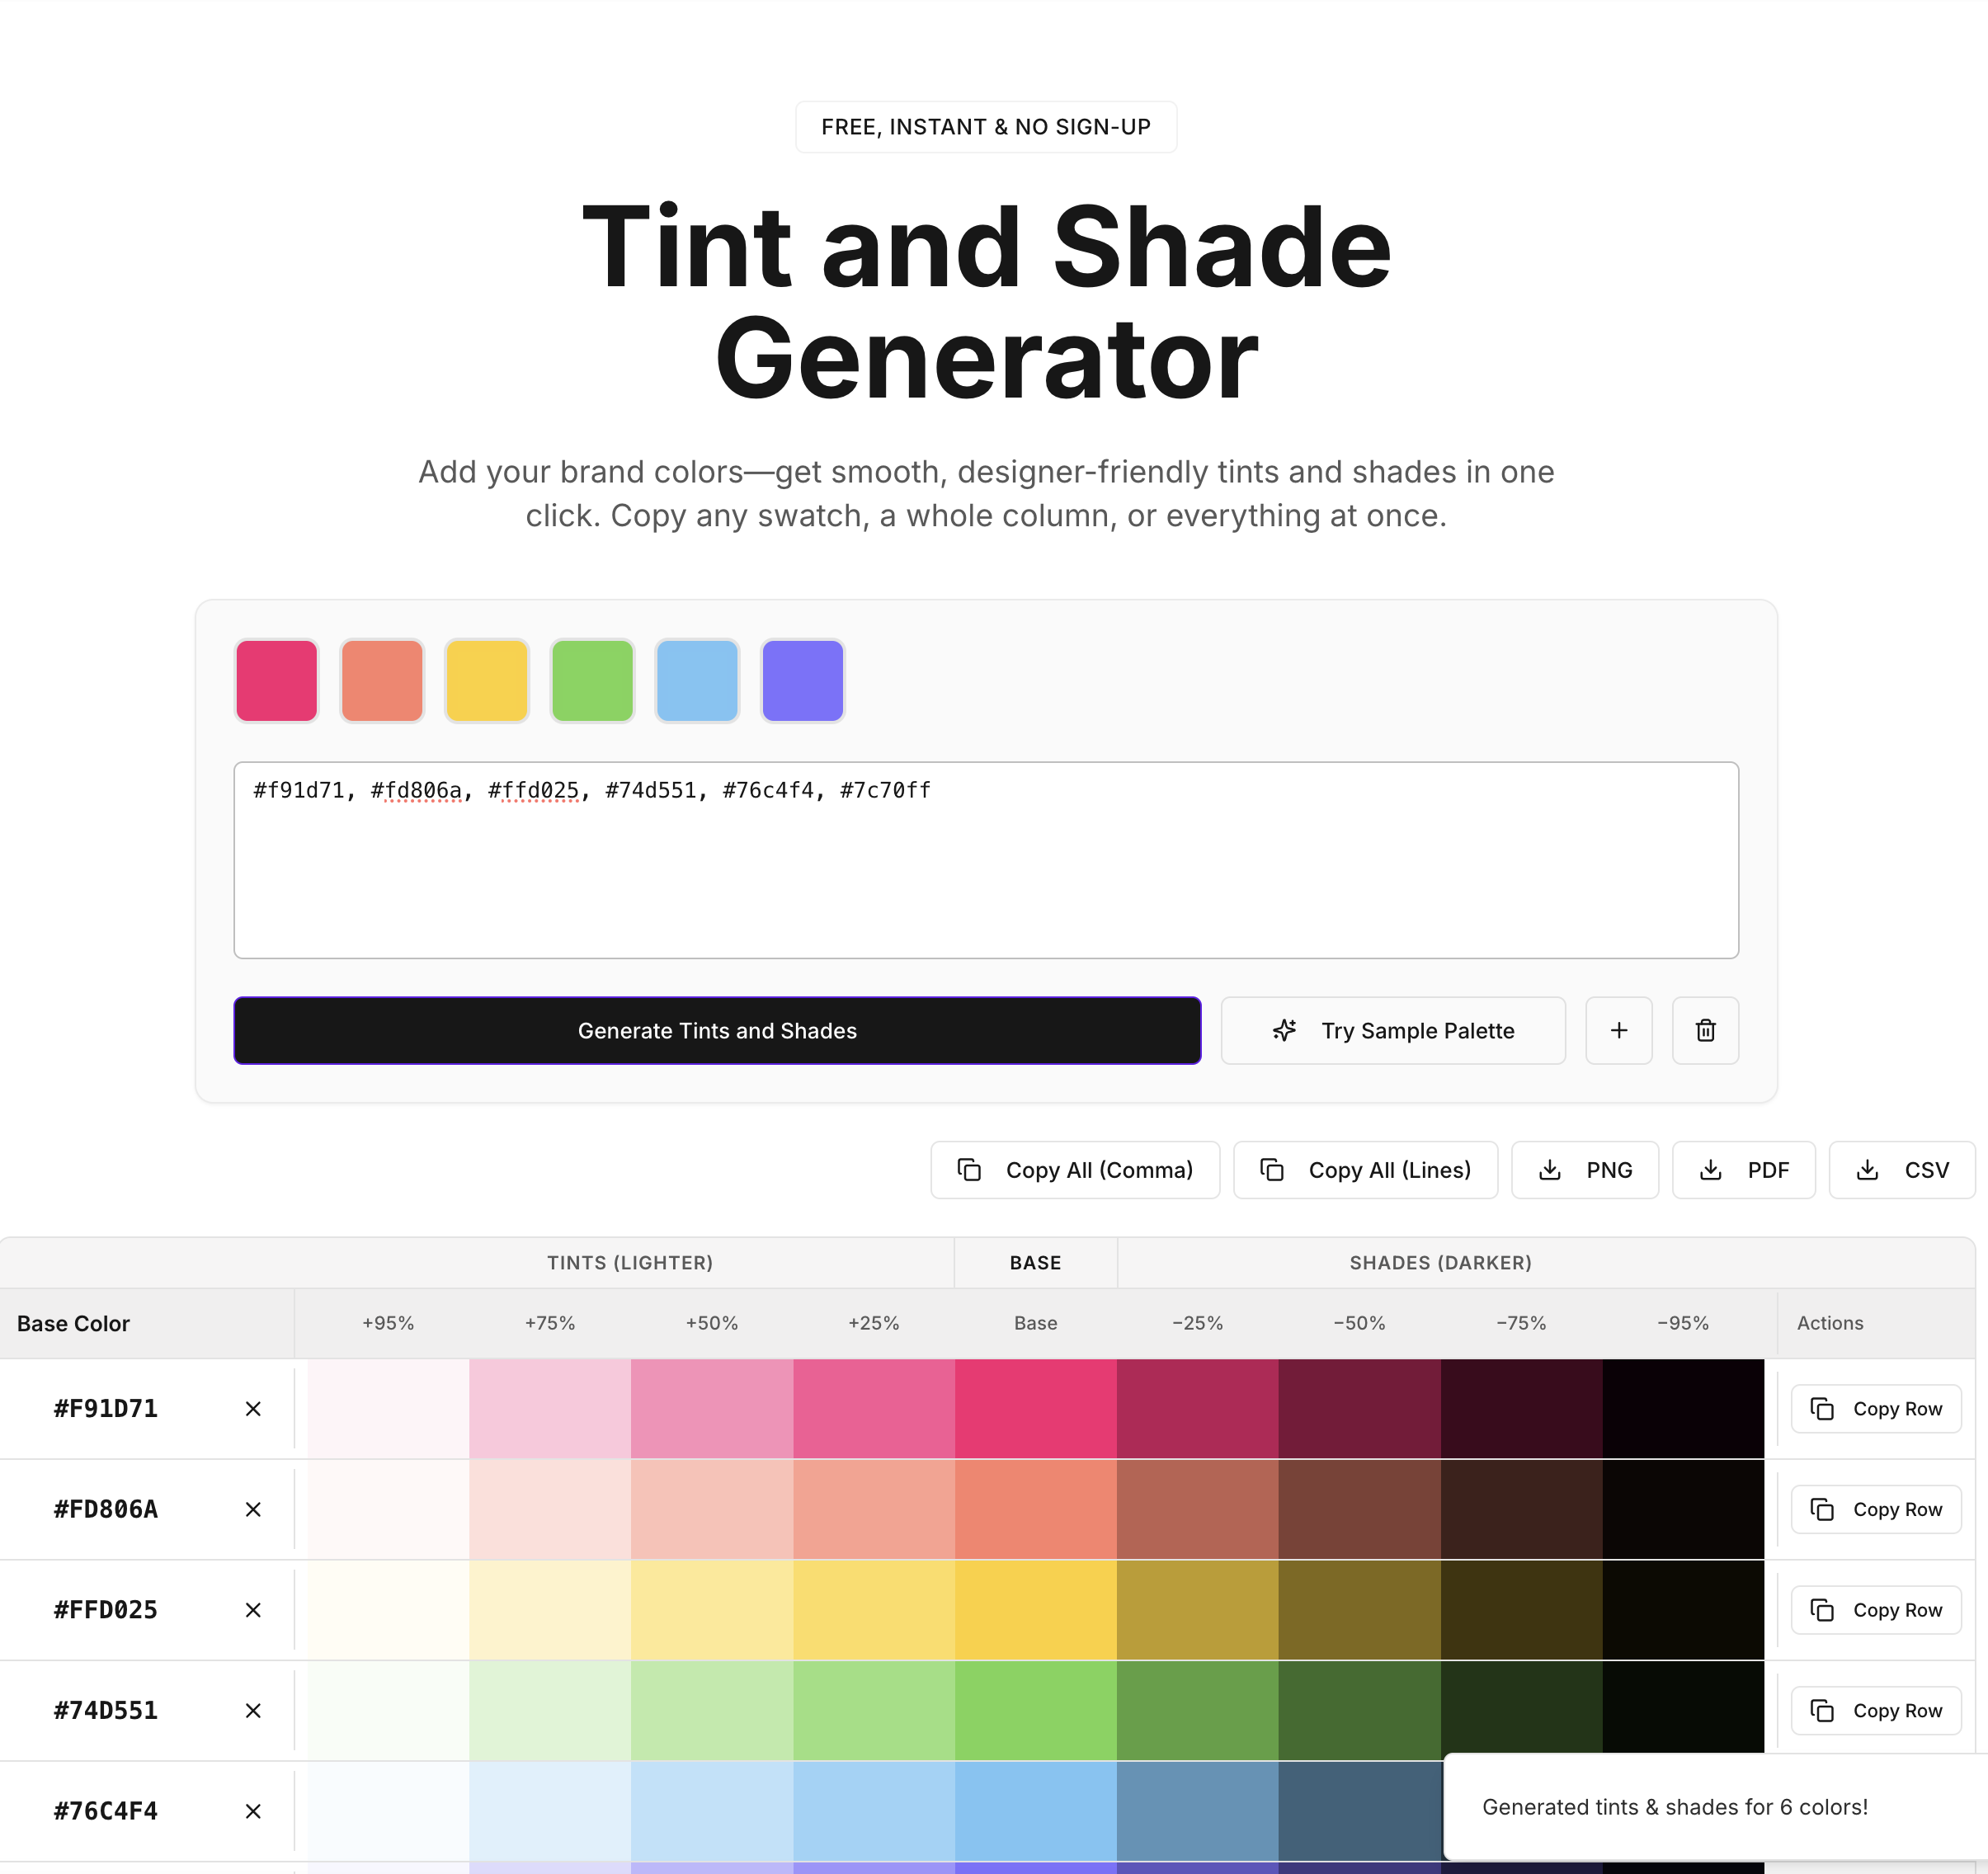 FREE, INSTANT & NO SIGN-UP
Tint and Shade
Generator
Add your brand colors—get smooth, designer-friendly tints and shades in one
click. Copy any swatch, a whole column, or everything at once.
#f91d71, #fd806a, #ffd025, #74d551, #76c4f4, #7c70ff
Generate Tints and Shades Try Sample Palette
Copy All (Comma) Copy All (Lines) PNG PDF CSV
TINTS (LIGHTER) BASE SHADES (DARKER)
Base Color +95% +75% +50% +25% Base −25% −50% −75% −95% Actions
#F91D71 Copy Row
#FD806A Copy Row
#FFD025 Copy Row
#74D551 Copy Row
#76C4F4
Generated tints & shades for 6 colors!